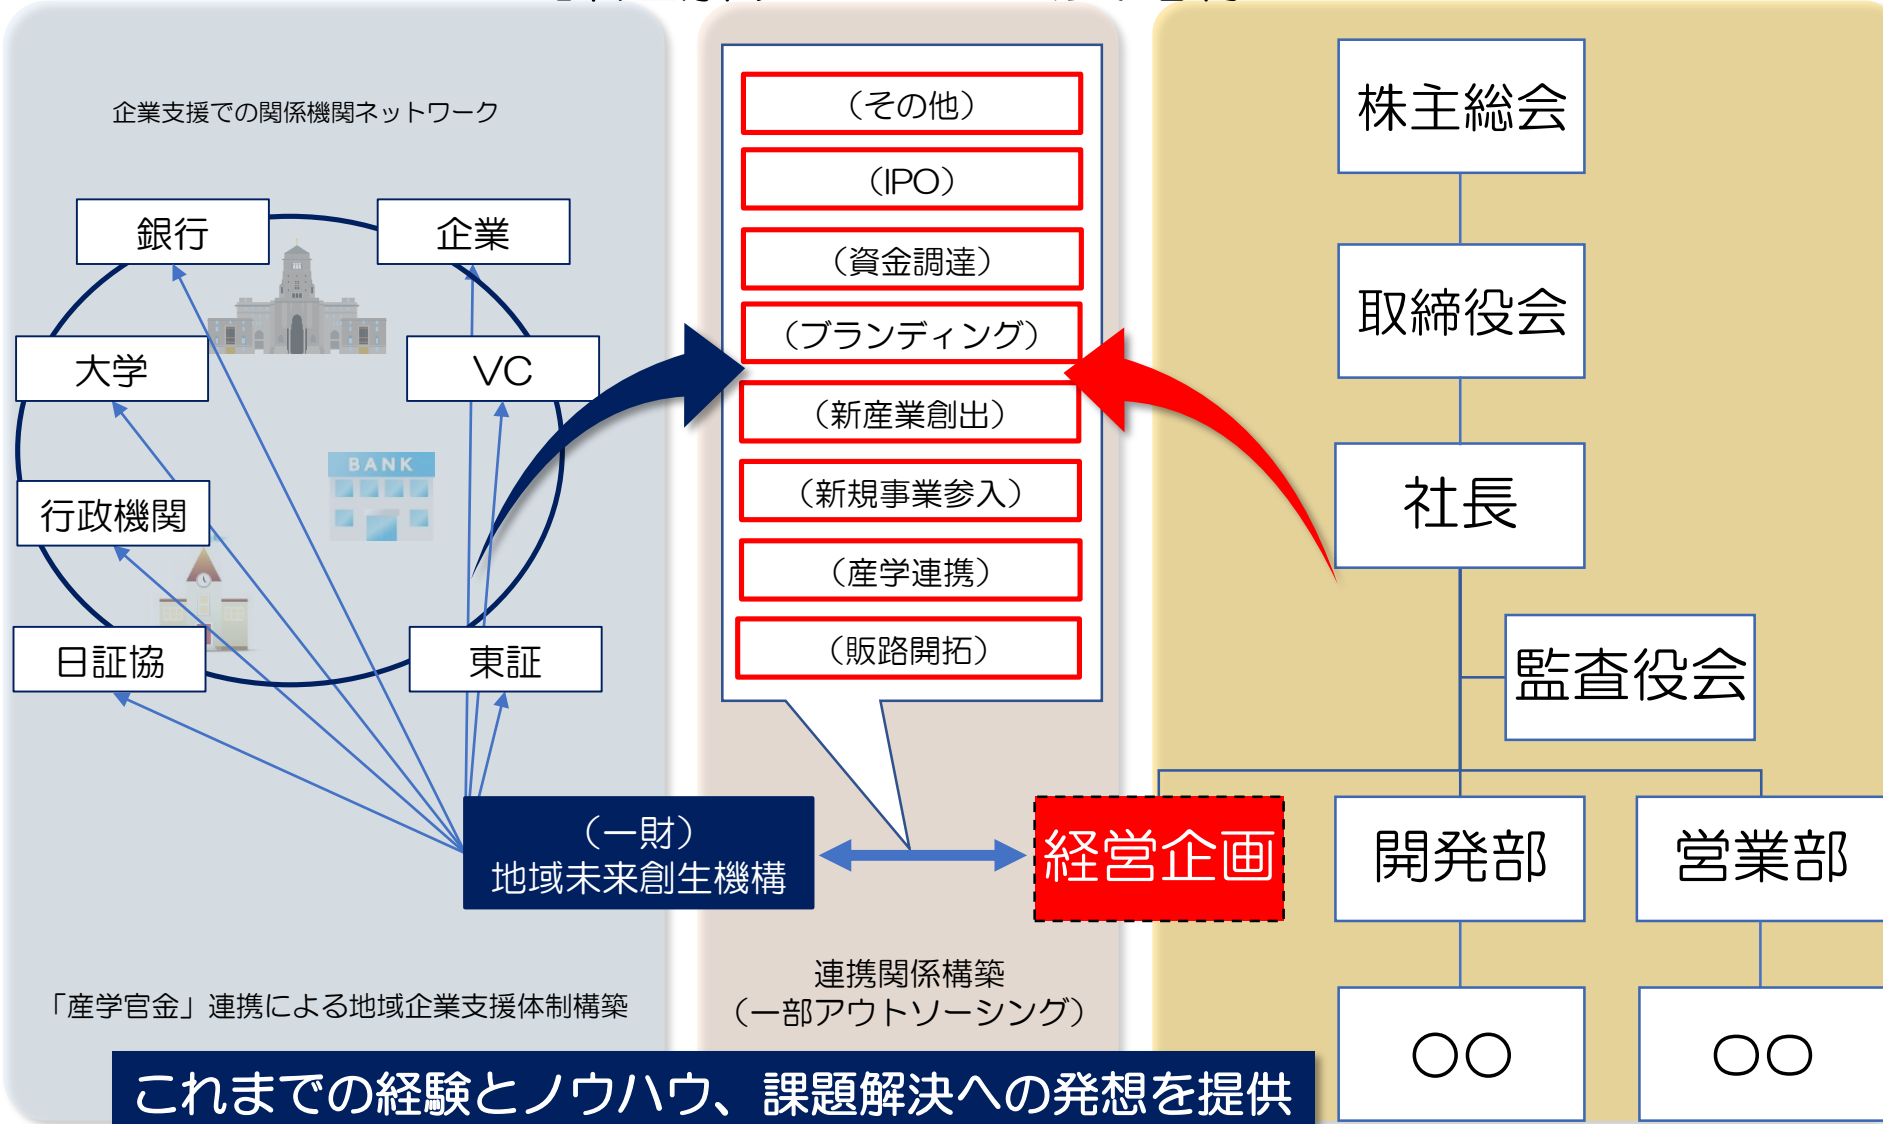 企業支援での関係機関ネットワーク
銀行
企業
大学
VC
BANK
行政機関
日証協
東証
（一財）
地域未来創生機構
「産学官金」連携による地域企業支援体制構築
（その他）
（IPO）
（資金調達）
（ブランディング）
（新産業創出）
（新規事業参入）
（産学連携）
（販路開拓）
連携関係構築
（一部アウトソーシング）
株主総会
取締役会
社長
監査役会
経営企画
開発部
営業部
〇〇
〇〇
これまでの経験とノウハウ、課題解決への発想を提供